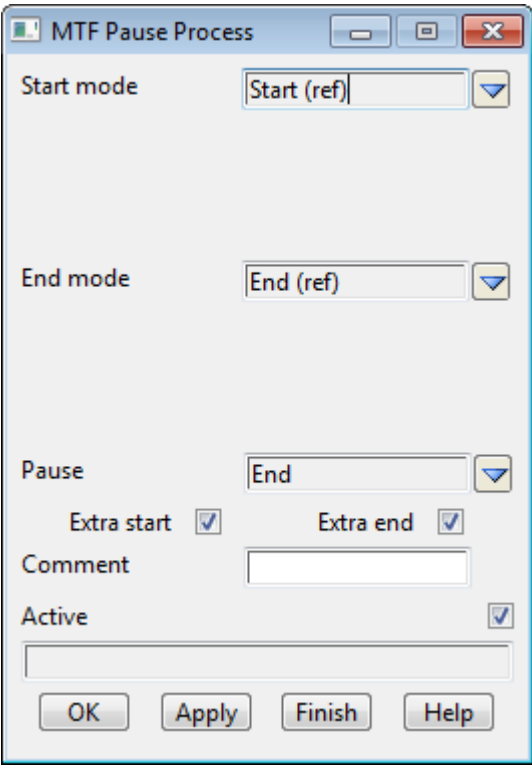 MTF Pause Process
Start mode Start (ref)
End mode End (ref)
Pause End
Extra start Extra end
Comment
Active
OK Apply Finish Help